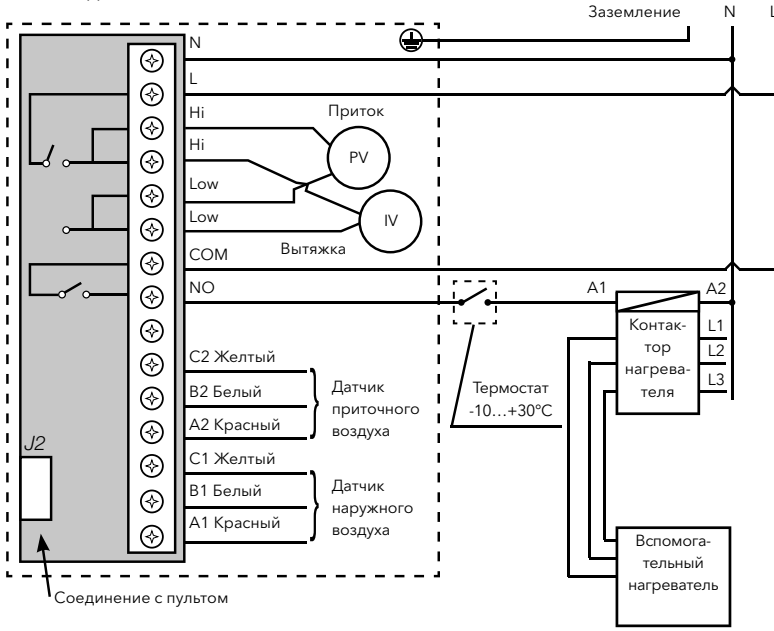 Заземление
N
L
N
L
Hi
Приток
Hi
PV
Low
Low
IV
Вытяжка
COM
NO
A1
A2
Контак-
тор
нагрева-
теля
L1
L2
L3
Термостат
-10…+30°C
C2 Желтый
B2 Белый
A2 Красный
Датчик
приточного
воздуха
J2
C1 Желтый
B1 Белый
A1 Красный
Датчик
наружного
воздуха
Вспомога-
тельный
нагреватель
Соединение с пультом